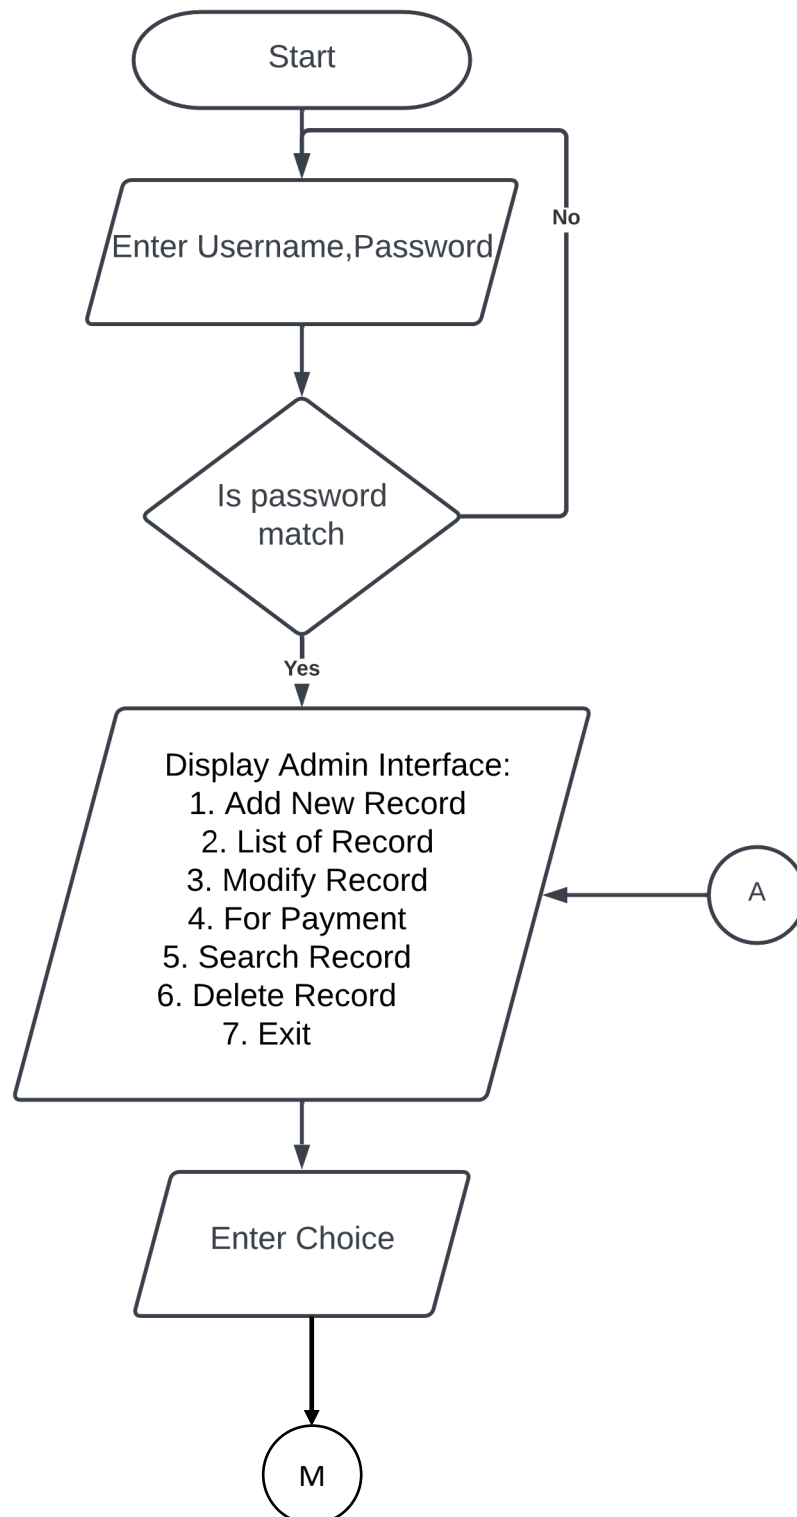 Start
No
Enter Username,Password
Is password
match
Yes
Display Admin Interface:
1. Add New Record
2. List of Record
3. Modify Record
4. For Payment
5. Search Record
6. Delete Record
7. Exit
A
Enter Choice
M